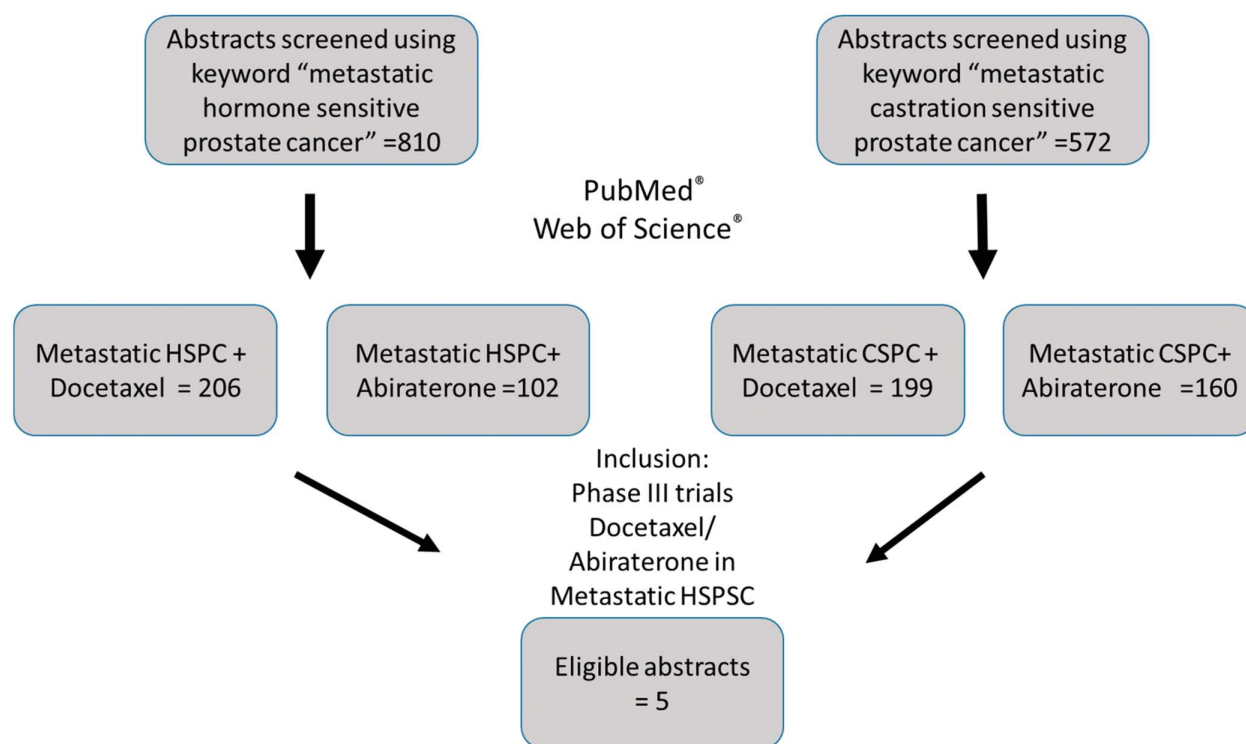 Abstracts screened using
keyword “metastatic
hormone sensitive
prostate cancer” =810
Abstracts screened using
keyword “metastatic
castration sensitive
prostate cancer” =572
PubMed®
Web of Science®
Metastatic HSPC +
Docetaxel = 206
Metastatic HSPC+
Abiraterone =102
Metastatic CSPC +
Docetaxel = 199
Metastatic CSPC+
Abiraterone =160
Inclusion:
Phase III trials
Docetaxel/
Abiraterone in
Metastatic HSPSC
Eligible abstracts
= 5